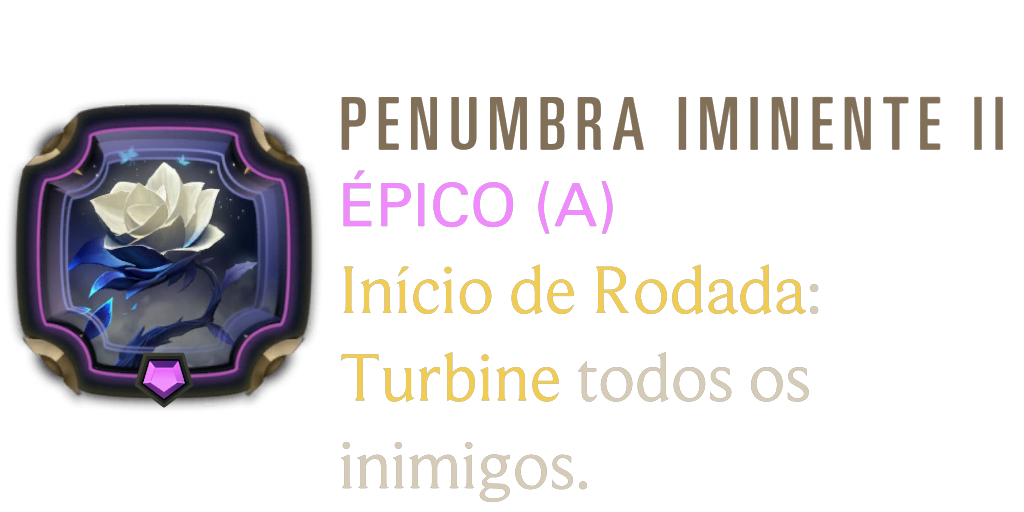 PENUMBRA IMINENTE II
ÉPICO (A)
Início de Rodada:
Turbine todos os
inimigos.